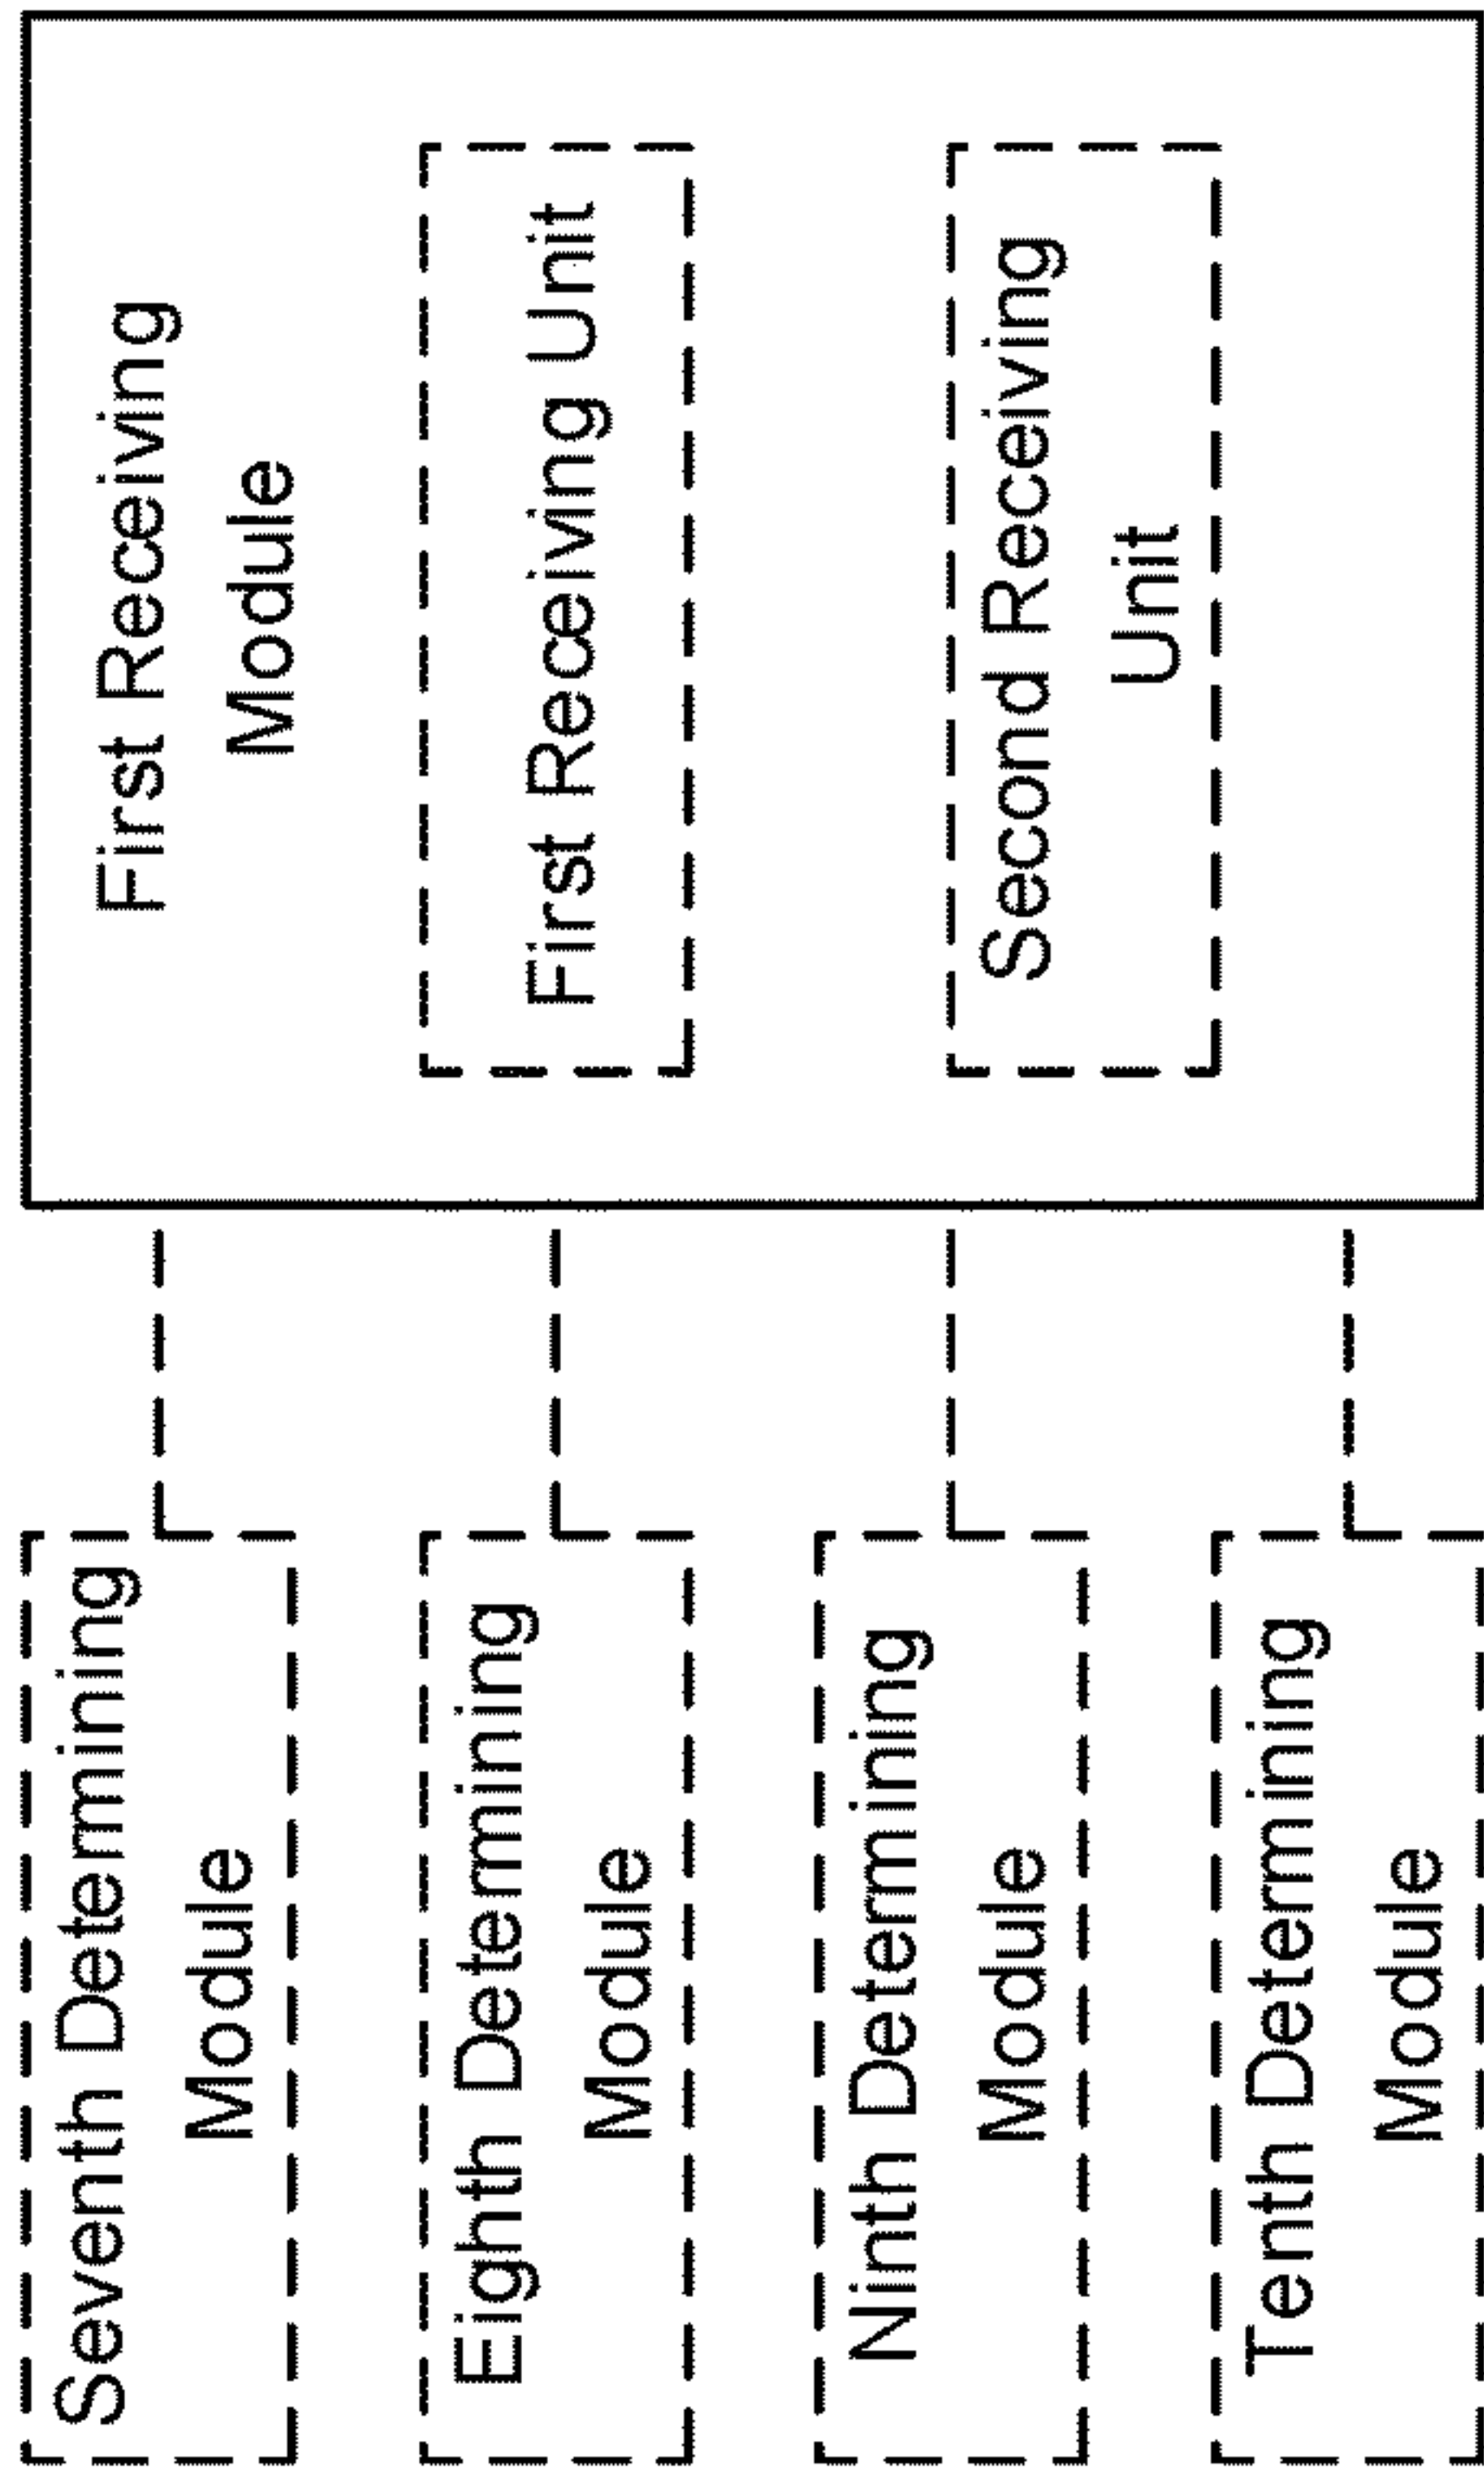 Seventh Determining
Module
Eighth Determining
Module
Ninth Determining
Module
Tenth Determining
Module
First Receiving
Module
First Receiving Unit
Second Receiving
Unit